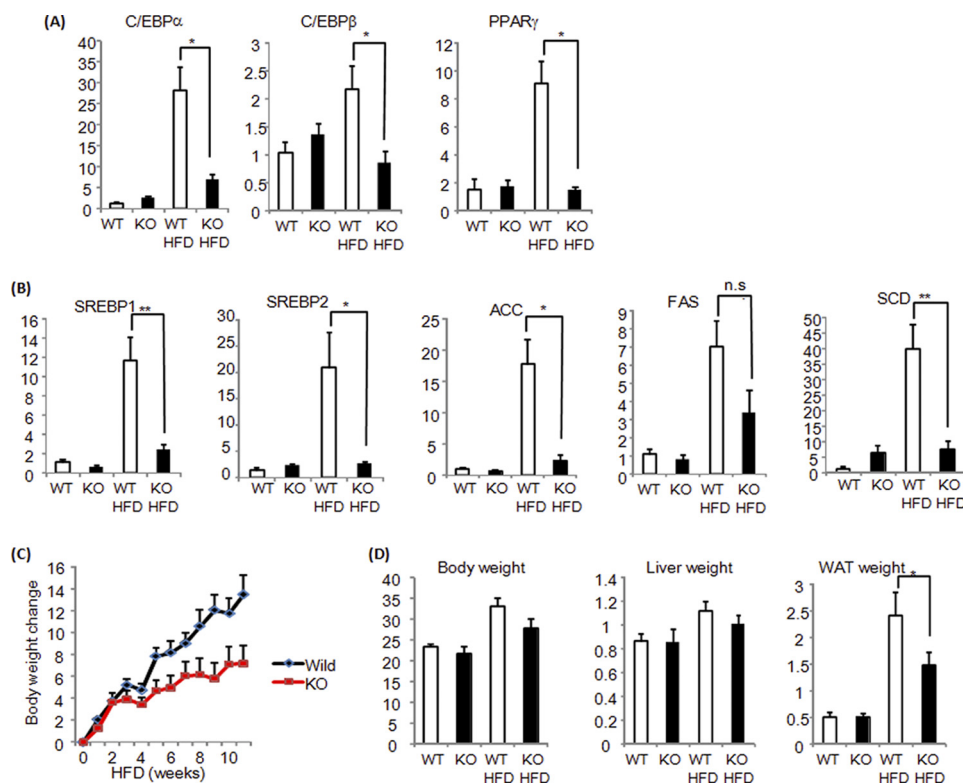 (A)
C/EBPα
40
35
30
25
20
15
10
5
0
*
WT KO WT KO
HFD HFD
C/EBPβ
3
2.5
2
1.5
1
0.5
0
*
WT KO WT KO
HFD HFD
PPARγ
12
10
8
6
4
2
0
*
WT KO WT KO
HFD HFD
(B)
SREBP1
16
14
12
10
8
6
4
2
0
**
WT KO WT KO
HFD HFD
SREBP2
30
25
20
15
10
5
0
*
WT KO WT KO
HFD HFD
ACC
25
20
15
10
5
0
*
WT KO WT KO
HFD HFD
FAS
n.s
9
8
7
6
5
4
3
2
1
0
WT KO WT KO
HFD HFD
SCD
**
50
45
40
35
30
25
20
15
10
5
0
WT KO WT KO
HFD HFD
(C)
Body weight change
16
14
12
10
8
6
4
2
0
0 2 4 6 8 10
HFD (weeks)
Wild
KO
(D)
Body weight
40
35
30
25
20
15
10
5
0
WT KO WT KO
HFD HFD
Liver weight
1.4
1.2
1
0.8
0.6
0.4
0.2
0
WT KO WT KO
HFD HFD
WAT weight
*
3
2.5
2
1.5
1
0.5
0
WT KO WT KO
HFD HFD